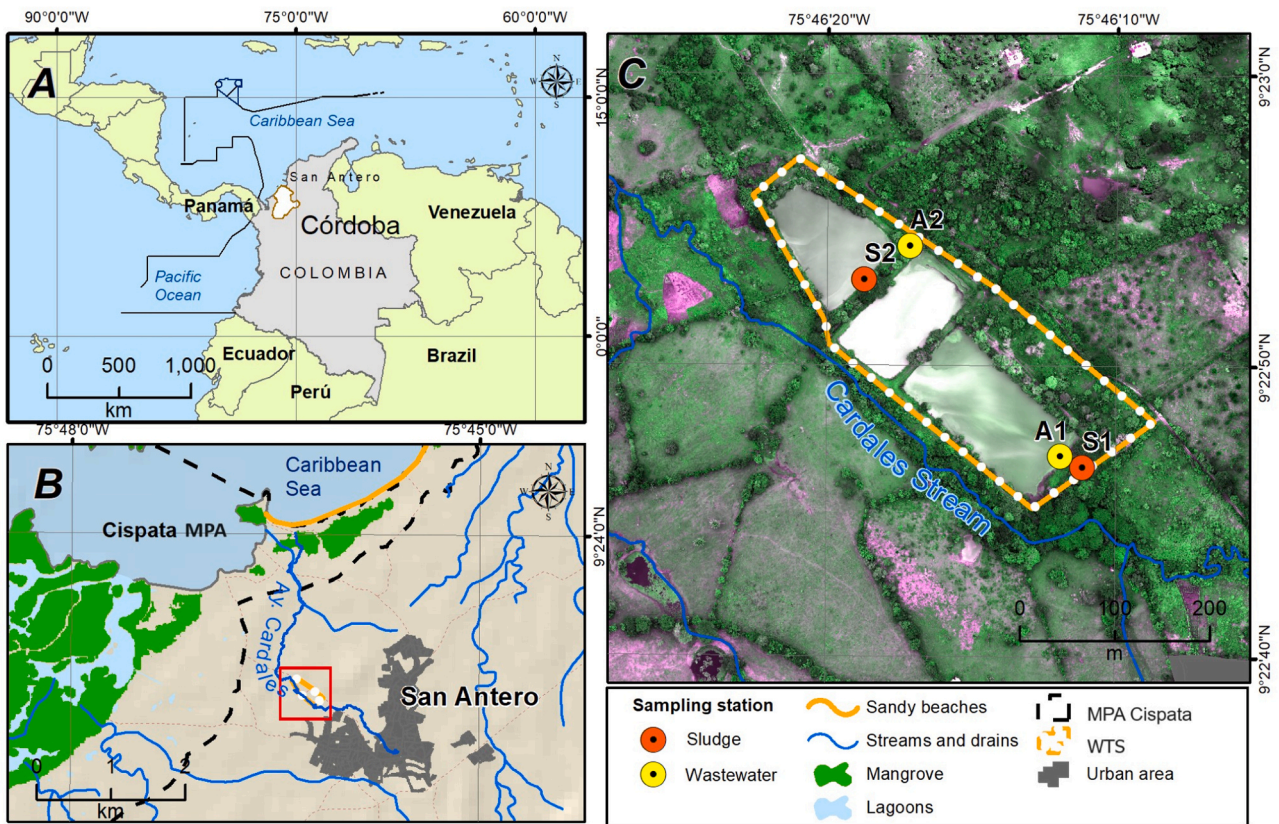 90°0'0"W
75°0'0"W
60°0'0"W
A
N
W
E
S
15°0'0"N
0°0'0"
Caribbean Sea
San Antero
Panamá
Córdoba
Venezuela
COLOMBIA
Pacific
Ocean
Ecuador
Brazil
Perú
0
500
1,000
km
75°48'0"W
75°45'0"W
B
Caribbean
Sea
N
W
E
S
Cispata MPA
9°24'0"N
Ay. Cardales
San Antero
0
1
2
km
75°46'20"W
75°46'10"W
C
9°23'0"N
A2
S2
9°22'50"N
A1
S1
Cardales Stream
0
100
200
m
9°22'40"N
Sampling station
Sludge
Wastewater
Sandy beaches
Streams and drains
Mangrove
Lagoons
MPA Cispata
WTS
Urban area